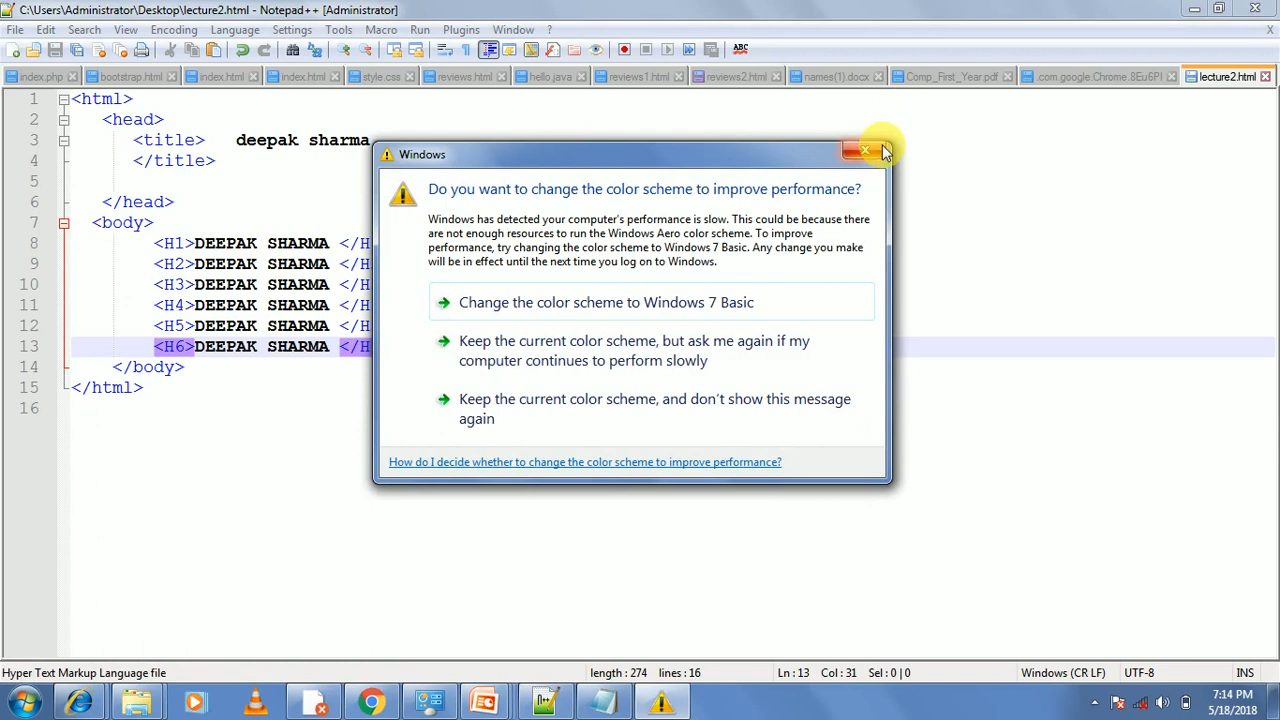 C:\Users\Administrator\Desktop\lecture2.html - Notepad++ [Administrator]
File Edit Search View Encoding Language Settings Tools Macro Run Plugins Window ? X
index.php bootstrap.html index.html index.html style.css reviews.html hello.java reviews1.html reviews2.html names(1).docx Comp_First_Year.pdf .com.google.Chrome.8Eu6PI lecture2.html
1 <html>
2 <head>
3 <title> deepak sharma
4 </title>
5
6 </head>
7 <body>
8 <H1>DEEPAK SHARMA </H
9 <H2>DEEPAK SHARMA </H
10 <H3>DEEPAK SHARMA </H
11 <H4>DEEPAK SHARMA </H
12 <H5>DEEPAK SHARMA </H
13 <H6>DEEPAK SHARMA </H
14 </body>
15 </html>
16
Windows
Do you want to change the color scheme to improve performance?
Windows has detected your computer's performance is slow. This could be because there
are not enough resources to run the Windows Aero color scheme. To improve
performance, try changing the color scheme to Windows 7 Basic. Any change you make
will be in effect until the next time you log on to Windows.
Change the color scheme to Windows 7 Basic
Keep the current color scheme, but ask me again if my
computer continues to perform slowly
Keep the current color scheme, and don't show this message
again
How do I decide whether to change the color scheme to improve performance?
Hyper Text Markup Language file length : 274 lines : 16 Ln : 13 Col : 31 Sel : 0 | 0 Windows (CR LF) UTF-8 INS
7:14 PM
5/18/2018